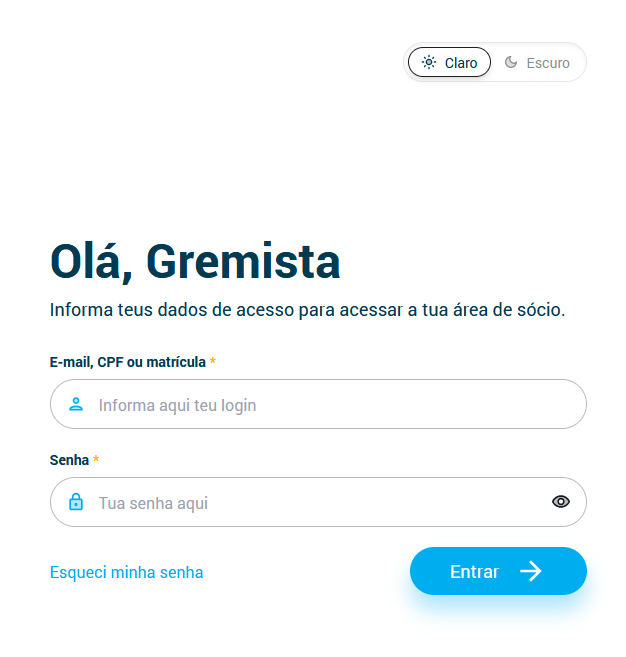 Claro Escuro
Olá, Gremista
Informa teus dados de acesso para acessar a tua área de sócio.
E-mail, CPF ou matrícula *
Informa aqui teu login
Senha *
Tua senha aqui
Esqueci minha senha
Entrar